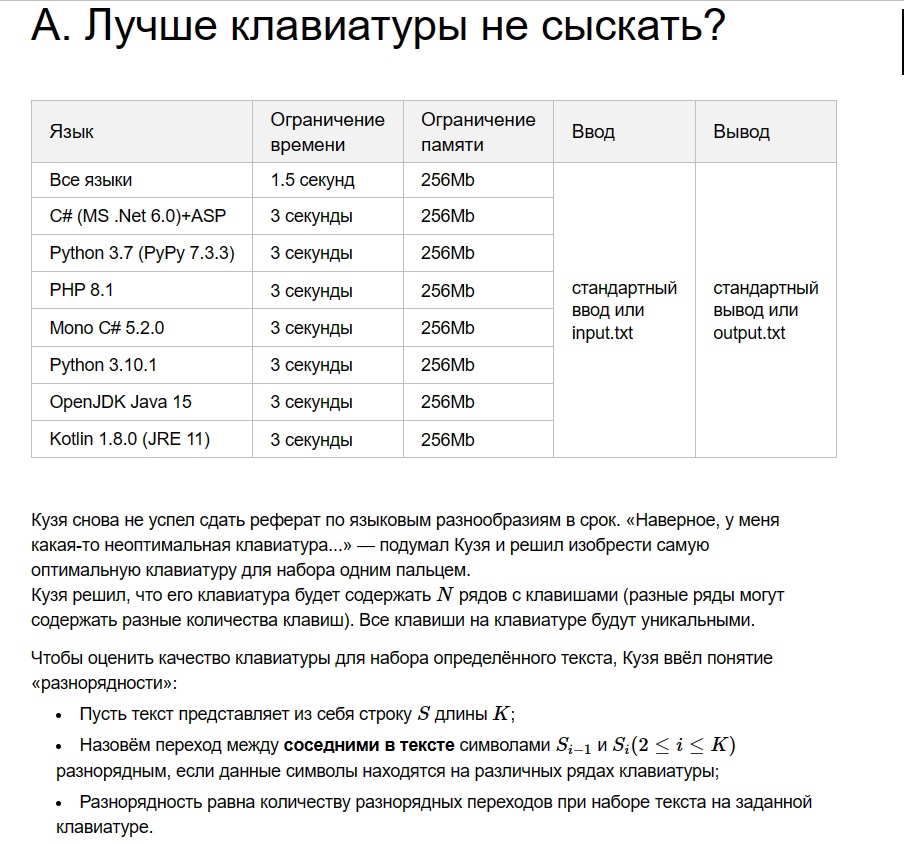 А. Лучше клавиатуры не сыскать?
Язык
Ограничение времени
Ограничение памяти
Ввод
Вывод
Все языки
1.5 секунд
256Mb
стандартный ввод или input.txt
стандартный вывод или output.txt
C# (MS .Net 6.0)+ASP
3 секунды
256Mb
Python 3.7 (PyPy 7.3.3)
3 секунды
256Mb
PHP 8.1
3 секунды
256Mb
Mono C# 5.2.0
3 секунды
256Mb
Python 3.10.1
3 секунды
256Mb
OpenJDK Java 15
3 секунды
256Mb
Kotlin 1.8.0 (JRE 11)
3 секунды
256Mb
Кузя снова не успел сдать реферат по языковым разнообразиям в срок. «Наверное, у меня
какая-то неоптимальная клавиатура...» — подумал Кузя и решил изобрести самую
оптимальную клавиатуру для набора одним пальцем.
Кузя решил, что его клавиатура будет содержать N рядов с клавишами (разные ряды могут
содержать разные количества клавиш). Все клавиши на клавиатуре будут уникальными.
Чтобы оценить качество клавиатуры для набора определённого текста, Кузя ввёл понятие
«разнорядности»:
• Пусть текст представляет из себя строку S длины K;
• Назовём переход между соседними в тексте символами S_{i−1} и S_i(2 ≤ i ≤ K)
разнорядным, если данные символы находятся на различных рядах клавиатуры;
• Разнорядность равна количеству разнорядных переходов при наборе текста на заданной
клавиатуре.